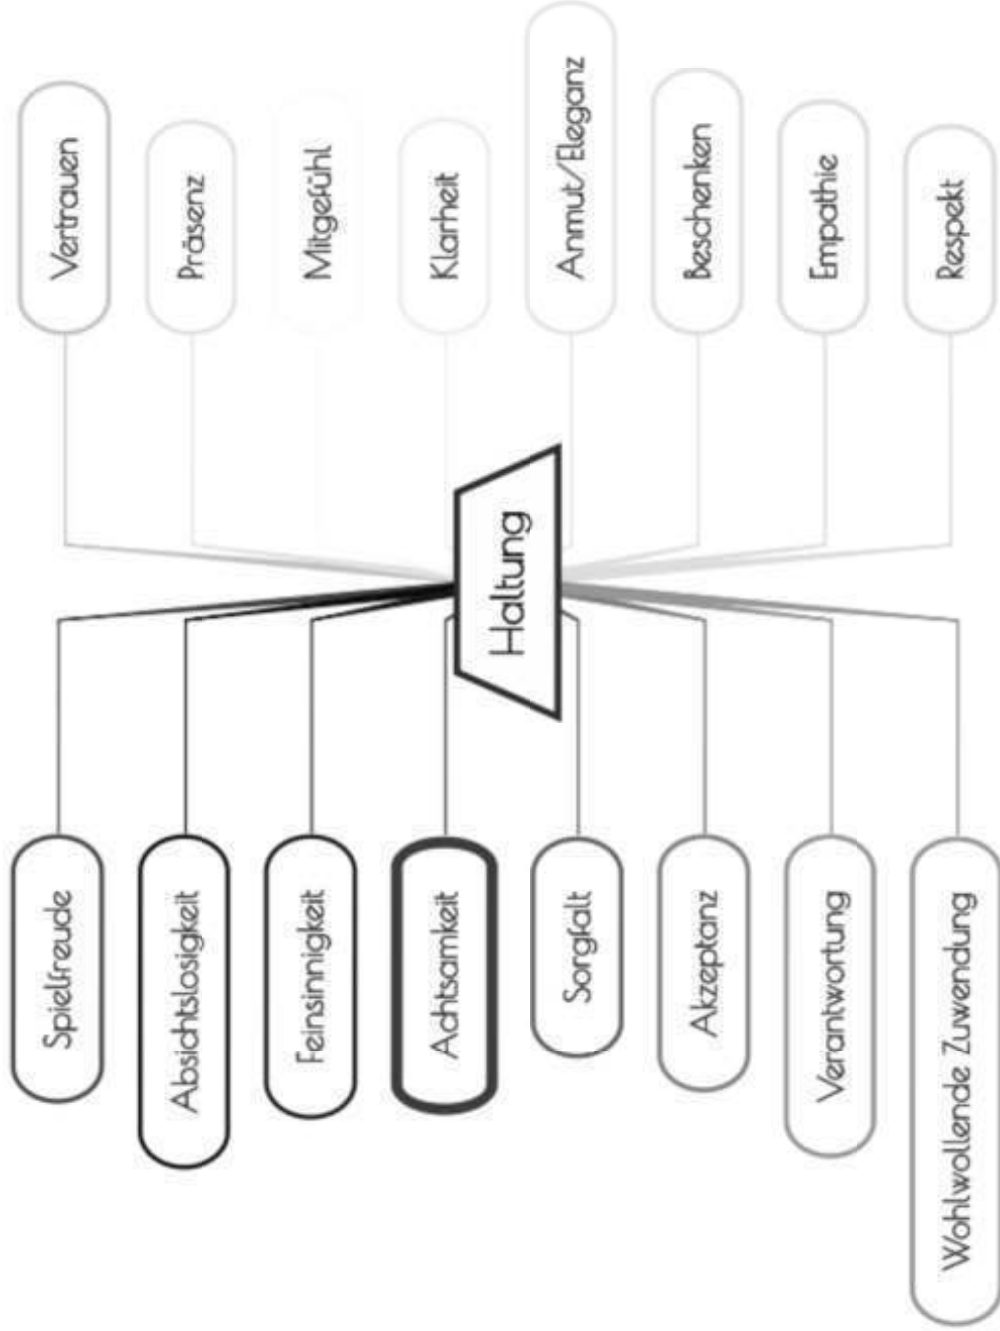 Spielfreude
Absichtslosigkeit
Feinsinnigkeit
Achtsamkeit
Sorgfalt
Akzeptanz
Verantwortung
Wohlwollende Zuwendung
Haltung
Vertrauen
Präsenz
Mitgefühl
Klarheit
Anmut/Eleganz
Beschenken
Empathie
Respekt